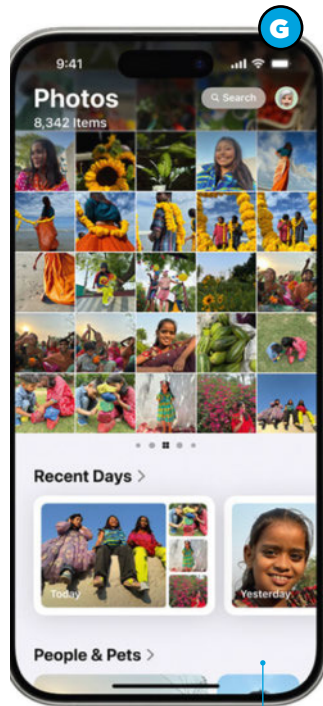 G
9:41
Photos
Search
8,342 Items
Recent Days >
Today
Yesterday
People & Pets >